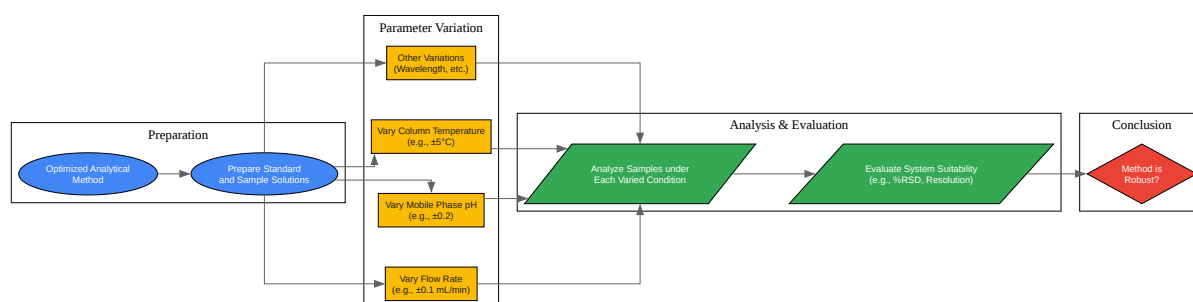 Parameter Variation
Other Variations
(Wavelength, etc.)
Preparation
Vary Column Temperature
(e.g., ±5°C)
Analysis & Evaluation
Conclusion
Optimized Analytical
Method
Prepare Standard
and Sample Solutions
Analyze Samples under
Each Varied Condition
Evaluate System Suitability
(e.g., %RSD, Resolution)
Method is
Robust?
Vary Mobile Phase pH
(e.g., ±0.2)
Vary Flow Rate
(e.g., ±0.1 mL/min)